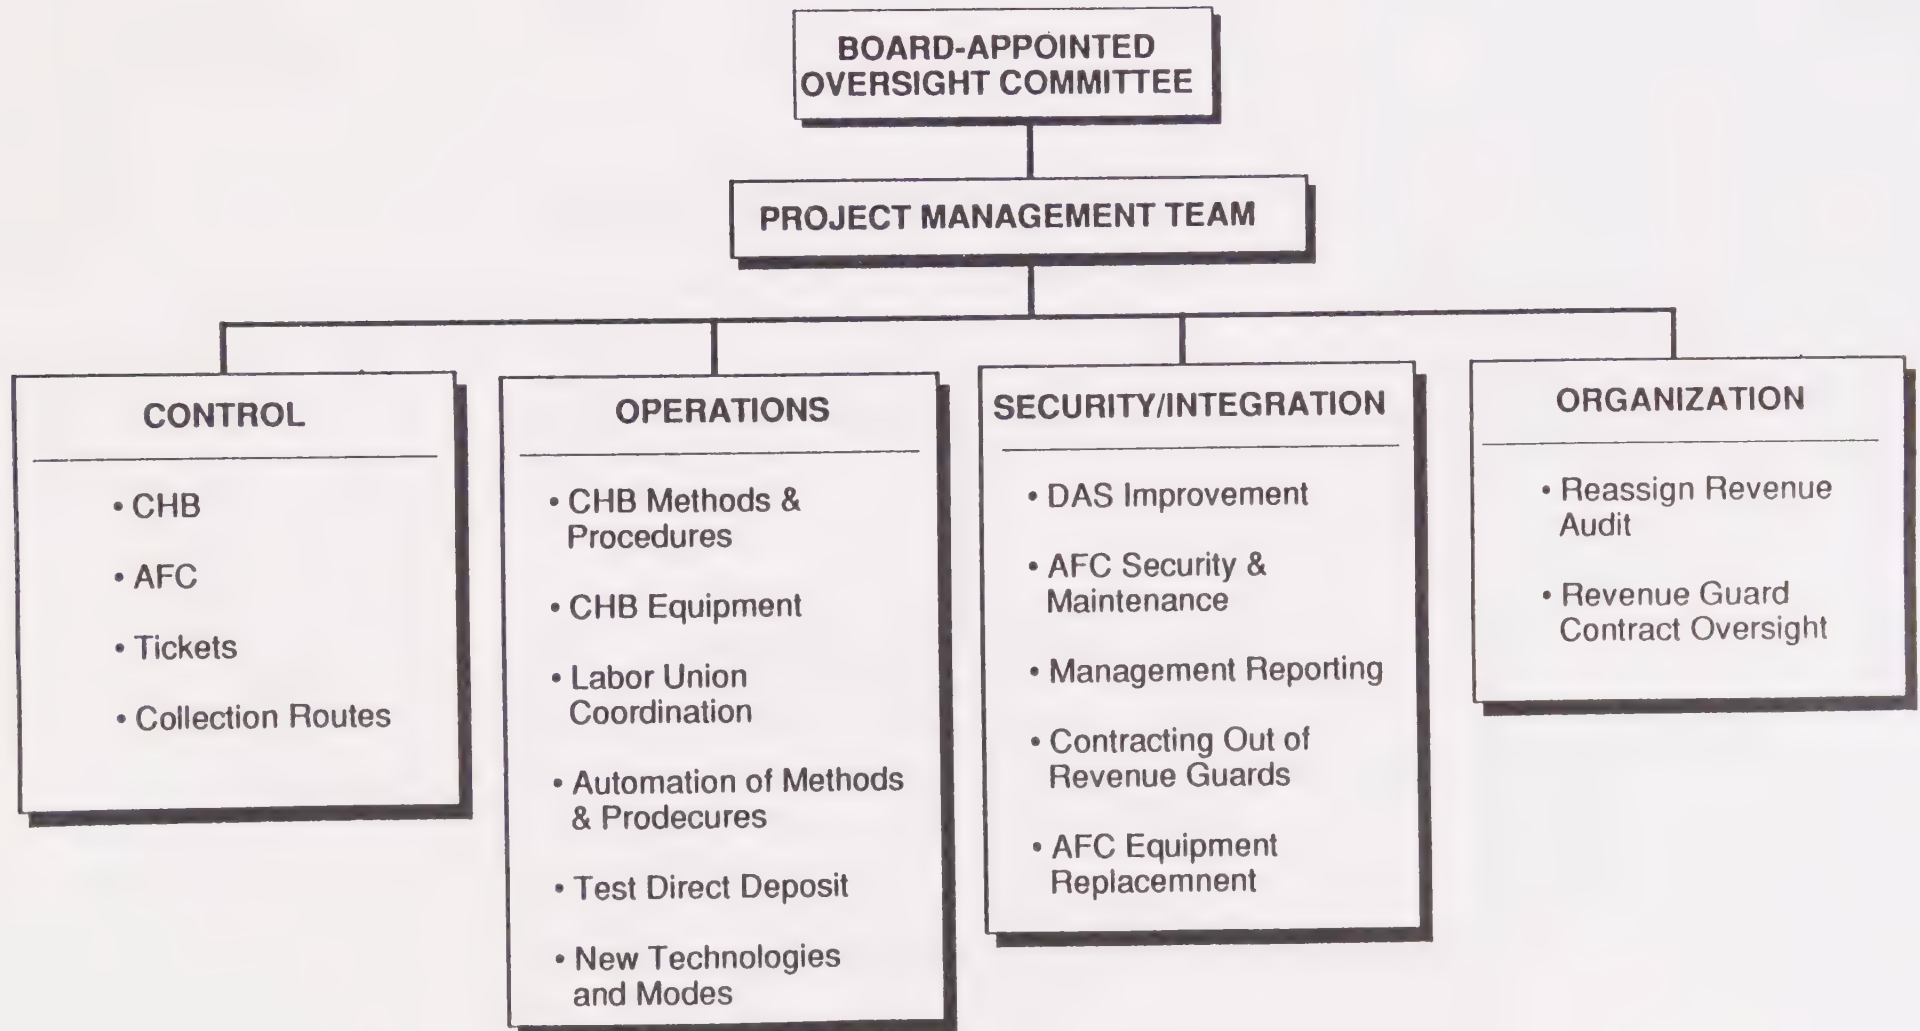 BOARD-APPOINTED
OVERSIGHT COMMITTEE
PROJECT MANAGEMENT TEAM
CONTROL
• CHB
• AFC
• Tickets
• Collection Routes
OPERATIONS
• CHB Methods &
Procedures
• CHB Equipment
• Labor Union
Coordination
• Automation of Methods
& Prodecures
• Test Direct Deposit
• New Technologies
and Modes
SECURITY/INTEGRATION
• DAS Improvement
• AFC Security &
Maintenance
• Management Reporting
• Contracting Out of
Revenue Guards
• AFC Equipment
Replacemnent
ORGANIZATION
• Reassign Revenue
Audit
• Revenue Guard
Contract Oversight